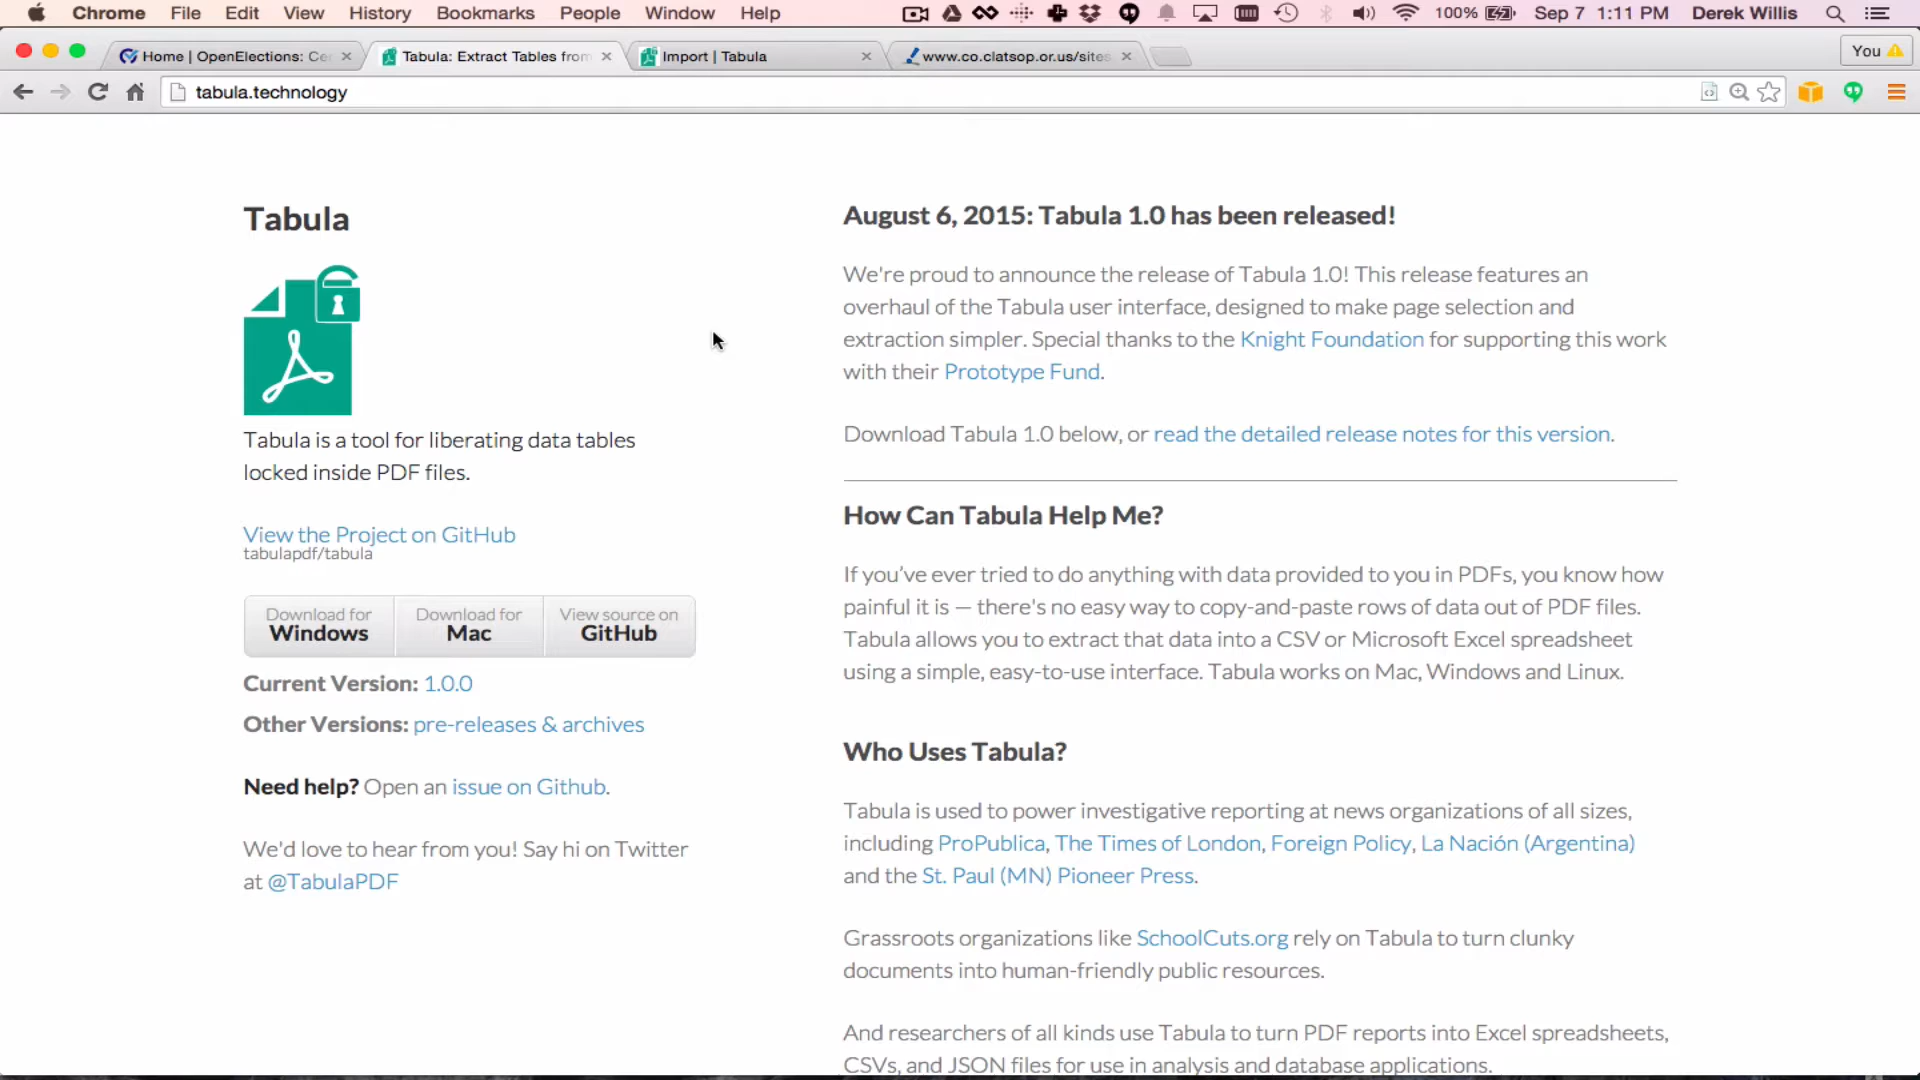 Chrome File Edit View History Bookmarks People Window Help 100% Sep 7 1:11 PM Derek Willis
Home | OpenElections: Cer
Tabula: Extract Tables from
Import | Tabula
www.co.clatsop.or.us/sites
You
tabula.technology
Tabula
Tabula is a tool for liberating data tables
locked inside PDF files.
View the Project on GitHub
tabulapdf/tabula
Download for
Windows
Download for
Mac
View source on
GitHub
Current Version: 1.0.0
Other Versions: pre-releases & archives
Need help? Open an issue on Github.
We'd love to hear from you! Say hi on Twitter
at @TabulaPDF
August 6, 2015: Tabula 1.0 has been released!
We're proud to announce the release of Tabula 1.0! This release features an
overhaul of the Tabula user interface, designed to make page selection and
extraction simpler. Special thanks to the Knight Foundation for supporting this work
with their Prototype Fund.
Download Tabula 1.0 below, or read the detailed release notes for this version.
How Can Tabula Help Me?
If you’ve ever tried to do anything with data provided to you in PDFs, you know how
painful it is — there's no easy way to copy-and-paste rows of data out of PDF files.
Tabula allows you to extract that data into a CSV or Microsoft Excel spreadsheet
using a simple, easy-to-use interface. Tabula works on Mac, Windows and Linux.
Who Uses Tabula?
Tabula is used to power investigative reporting at news organizations of all sizes,
including ProPublica, The Times of London, Foreign Policy, La Nación (Argentina)
and the St. Paul (MN) Pioneer Press.
Grassroots organizations like SchoolCuts.org rely on Tabula to turn clunky
documents into human-friendly public resources.
And researchers of all kinds use Tabula to turn PDF reports into Excel spreadsheets,
CSVs, and JSON files for use in analysis and database applications.